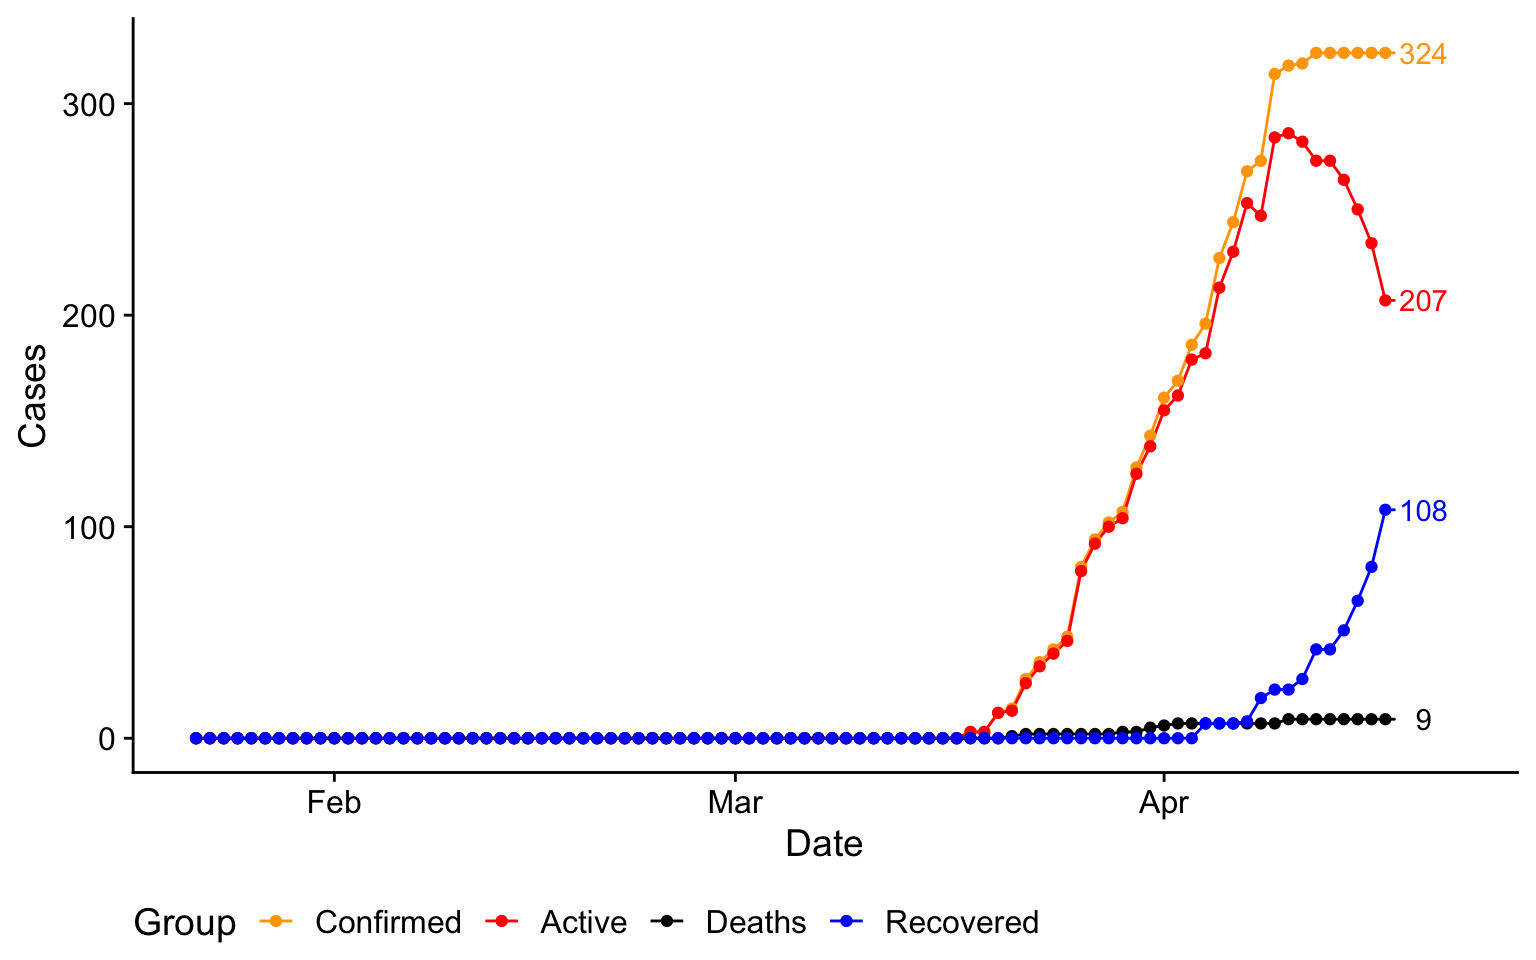 324
300
207
200
Cases
108
100
9
0
Feb Mar Apr
Date
Group Confirmed Active Deaths Recovered